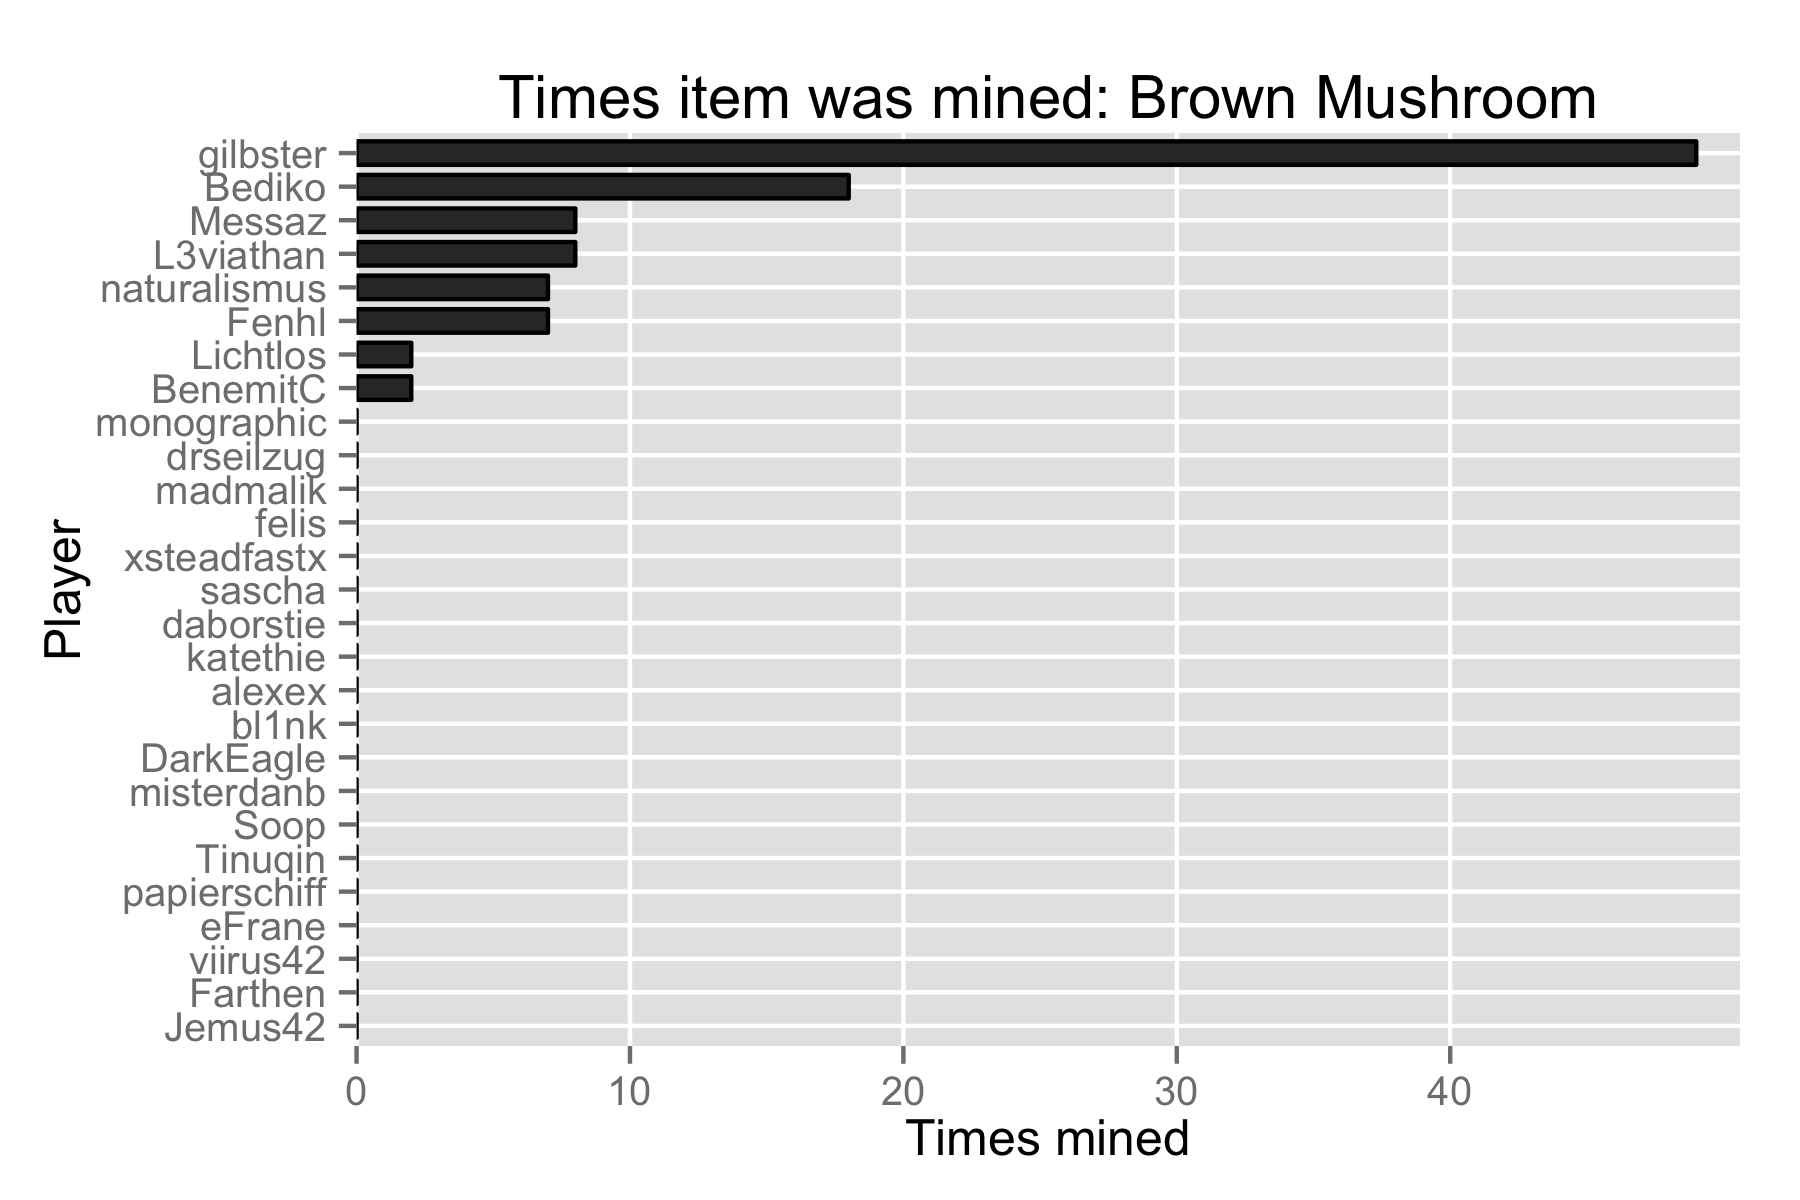 Times item was mined: Brown Mushroom
gilbster
Bediko
Messaz
L3viathan
naturalismus
Fenhl
Lichtlos
BenemitC
monographic
drseilzug
madmalik
felis
xsteadfastx
sascha
daborstie
katethie
alexex
bl1nk
DarkEagle
misterdanb
Soop
Tinuqin
papierschiff
eFrane
viirus42
Farthen
Jemus42
Player
0 10 20 30 40
Times mined